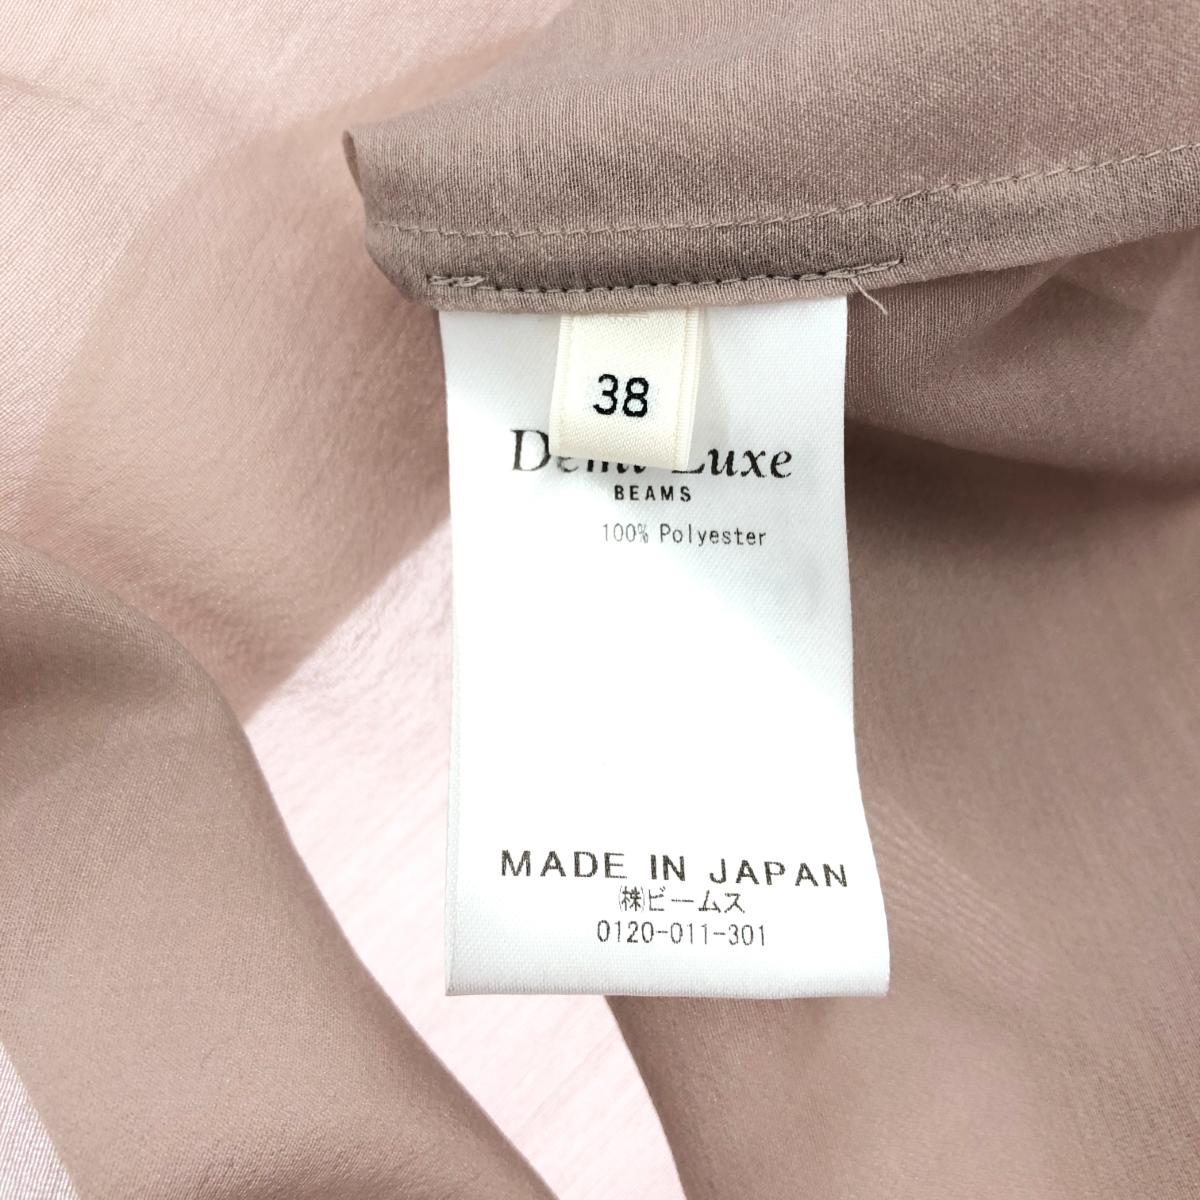 38
Demi-Luxe
BEAMS
100% Polyester
MADE IN JAPAN
㈱ビームス
0120-011-301